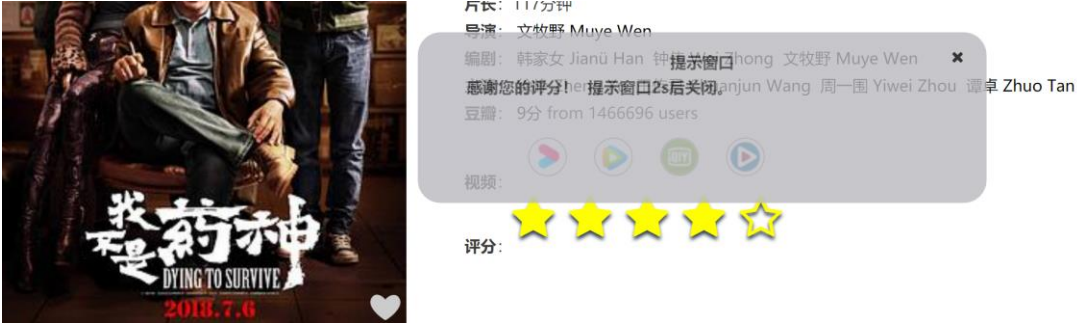 片长： 117分钟
导演： 文牧野 Muye Wen
编剧： 韩家女 Jianü Han 钟伟 Wei Zhong 文牧野 Muye Wen
提示窗口
感谢您的评分！ 提示窗口2s后关闭。
anjun Wang 周一围 Yiwei Zhou 谭卓 Zhuo Tan
豆瓣： 9分 from 1466696 users
视频：
评分：
我不是药神
DYING TO SURVIVE
2018.7.6